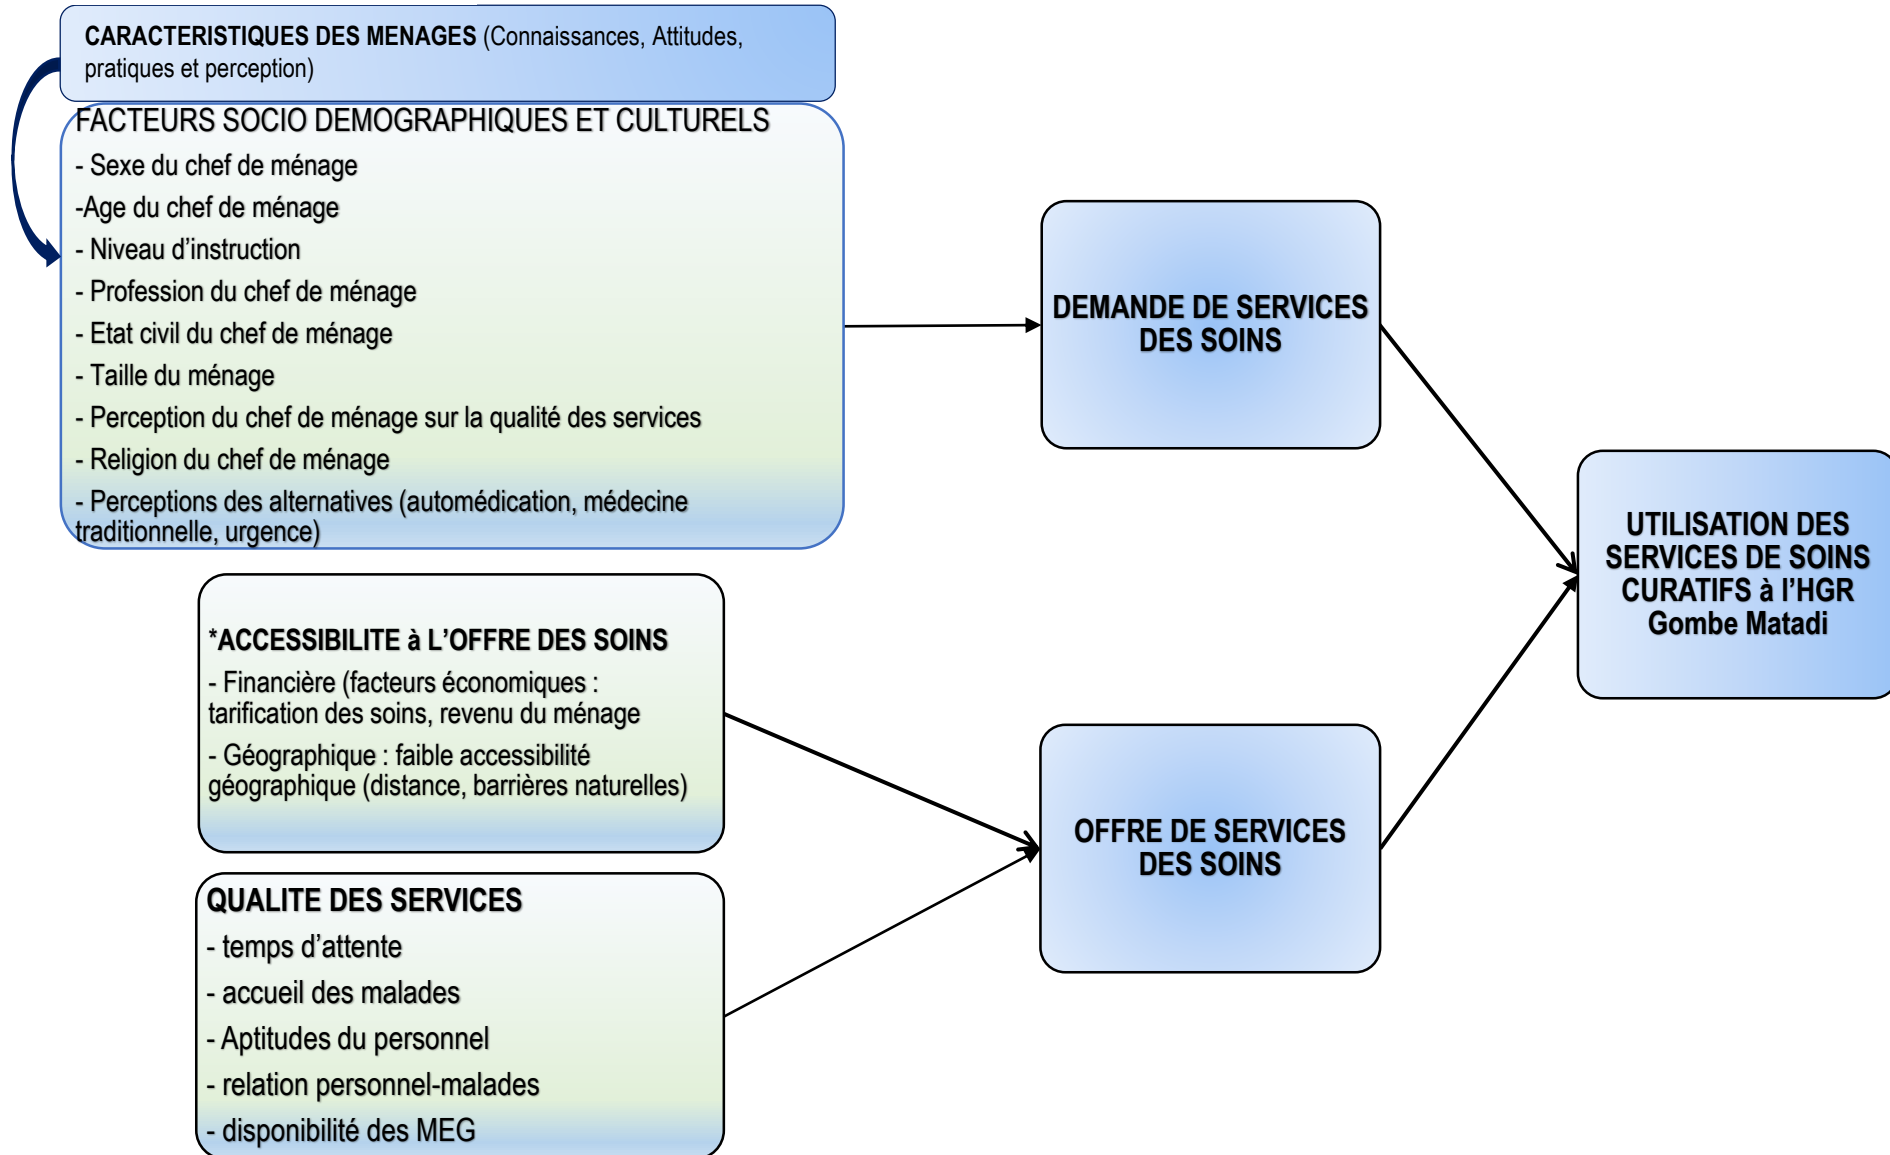 CARACTERISTIQUES DES MENAGES (Connaissances, Attitudes,
pratiques et perception)
FACTEURS SOCIO DEMOGRAPHIQUES ET CULTURELS
- Sexe du chef de ménage
-Age du chef de ménage
- Niveau d’instruction
- Profession du chef de ménage
- Etat civil du chef de ménage
- Taille du ménage
- Perception du chef de ménage sur la qualité des services
- Religion du chef de ménage
- Perceptions des alternatives (automédication, médecine
traditionnelle, urgence)
*ACCESSIBILITE à L’OFFRE DES SOINS
- Financière (facteurs économiques :
tarification des soins, revenu du ménage
- Géographique : faible accessibilité
géographique (distance, barrières naturelles)
QUALITE DES SERVICES
- temps d’attente
- accueil des malades
- Aptitudes du personnel
- relation personnel-malades
- disponibilité des MEG
DEMANDE DE SERVICES
DES SOINS
OFFRE DE SERVICES
DES SOINS
UTILISATION DES
SERVICES DE SOINS
CURATIFS à l’HGR
Gombe Matadi